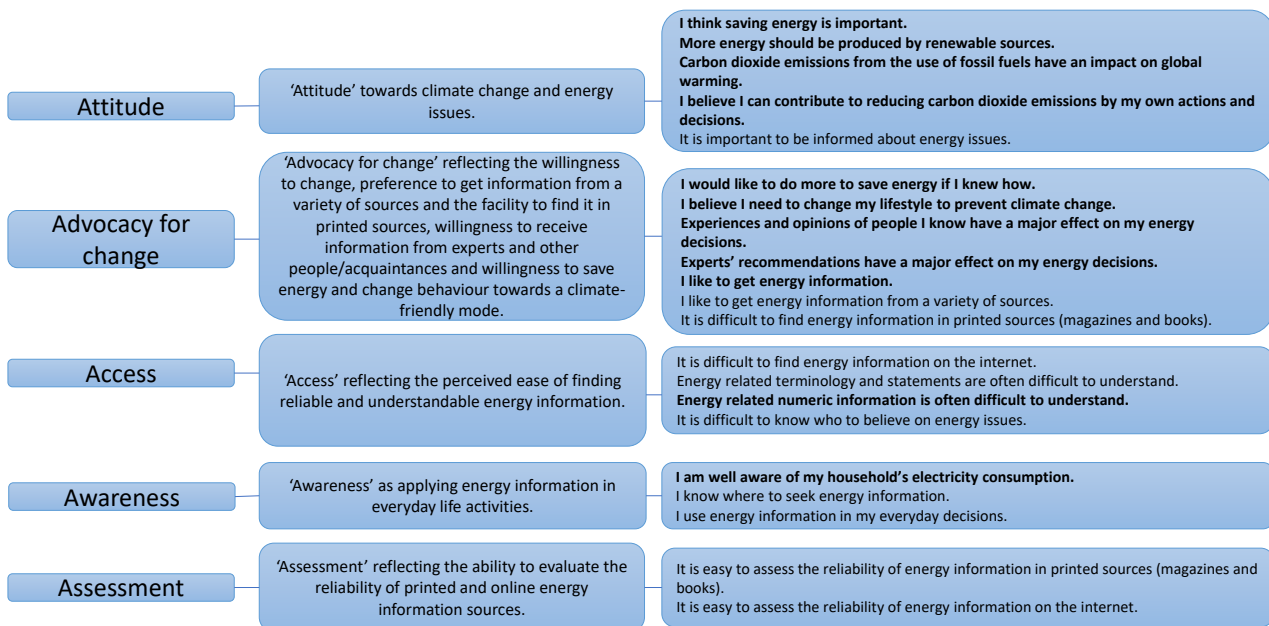 Attitude
‘Attitude’ towards climate change and energy
issues.
I think saving energy is important.
More energy should be produced by renewable sources.
Carbon dioxide emissions from the use of fossil fuels have an impact on global
warming.
I believe I can contribute to reducing carbon dioxide emissions by my own actions and
decisions.
It is important to be informed about energy issues.
Advocacy for
change
‘Advocacy for change’ reflecting the willingness
to change, preference to get information from a
variety of sources and the facility to find it in
printed sources, willingness to receive
information from experts and other
people/acquaintances and willingness to save
energy and change behaviour towards a climate-
friendly mode.
I would like to do more to save energy if I knew how.
I believe I need to change my lifestyle to prevent climate change.
Experiences and opinions of people I know have a major effect on my energy
decisions.
Experts’ recommendations have a major effect on my energy decisions.
I like to get energy information.
I like to get energy information from a variety of sources.
It is difficult to find energy information in printed sources (magazines and books).
Access
‘Access’ reflecting the perceived ease of finding
reliable and understandable energy information.
It is difficult to find energy information on the internet.
Energy related terminology and statements are often difficult to understand.
Energy related numeric information is often difficult to understand.
It is difficult to know who to believe on energy issues.
Awareness
‘Awareness’ as applying energy information in
everyday life activities.
I am well aware of my household’s electricity consumption.
I know where to seek energy information.
I use energy information in my everyday decisions.
Assessment
‘Assessment’ reflecting the ability to evaluate the
reliability of printed and online energy
information sources.
It is easy to assess the reliability of energy information in printed sources (magazines and
books).
It is easy to assess the reliability of energy information on the internet.